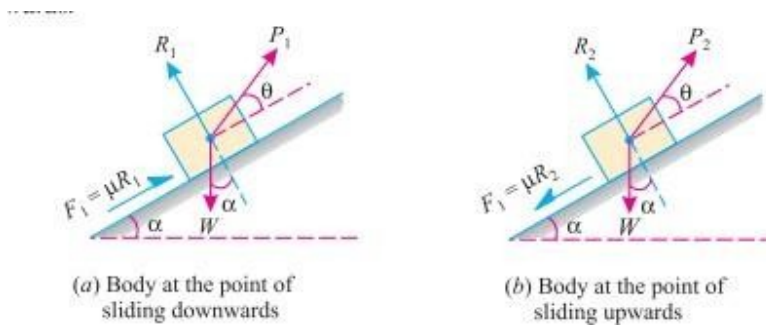 R₁
P₁
θ
F₁ = μR₁
α
W
α
(a) Body at the point of
sliding downwards
R₂
P₂
θ
F₁ = μR₂
α
W
α
(b) Body at the point of
sliding upwards